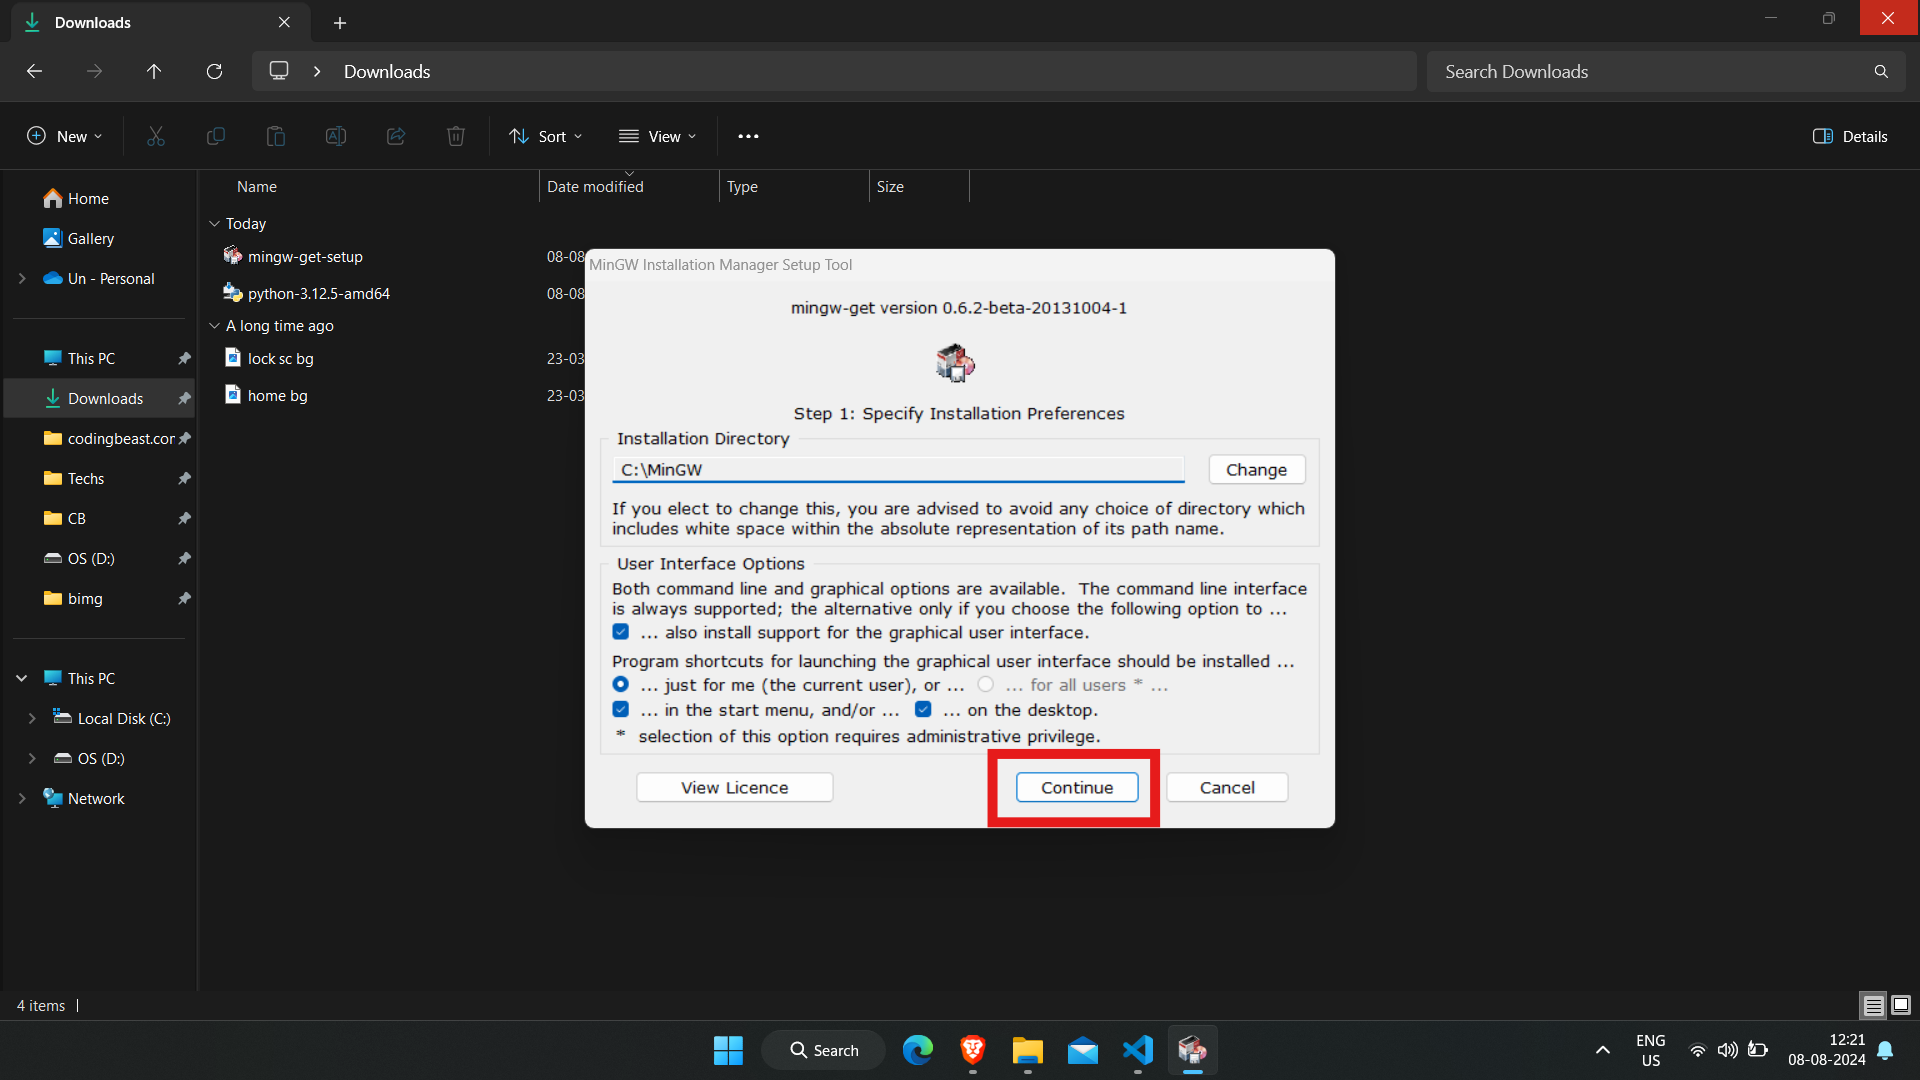 Downloads
Downloads
Search Downloads
New
Sort
View
Details
Name
Date modified
Type
Size
Home
Gallery
Un - Personal
This PC
Downloads
codingbeast.con
Techs
CB
OS (D:)
bimg
This PC
Local Disk (C:)
OS (D:)
Network
Today
mingw-get-setup
08-08
python-3.12.5-amd64
08-08
A long time ago
lock sc bg
23-03
home bg
23-03
MinGW Installation Manager Setup Tool
mingw-get version 0.6.2-beta-20131004-1
Step 1: Specify Installation Preferences
Installation Directory
C:\MinGW
Change
If you elect to change this, you are advised to avoid any choice of directory which
includes white space within the absolute representation of its path name.
User Interface Options
Both command line and graphical options are available.  The command line interface
is always supported; the alternative only if you choose the following option to ...
... also install support for the graphical user interface.
Program shortcuts for launching the graphical user interface should be installed ...
... just for me (the current user), or ... ... for all users * ...
... in the start menu, and/or ... ... on the desktop.
* selection of this option requires administrative privilege.
View Licence
Continue
Cancel
4 items
Search
ENG
US
12:21
08-08-2024